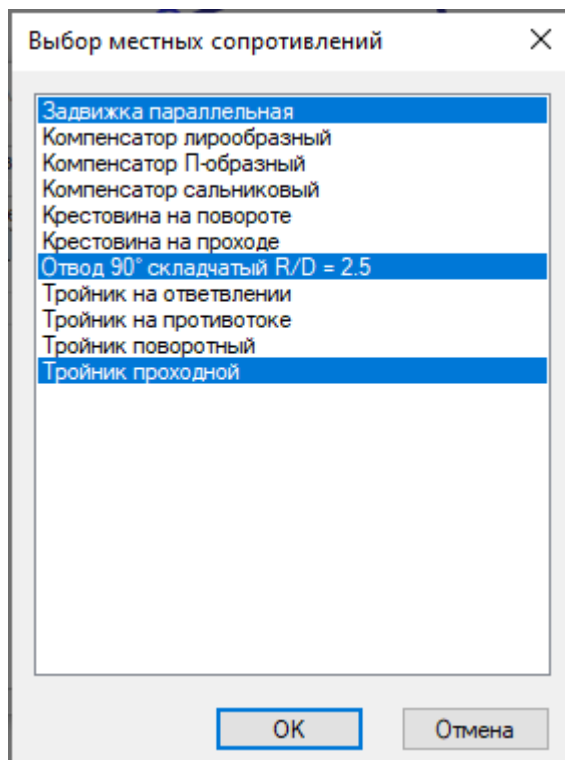 Выбор местных сопротивлений
Задвижка параллельная
Компенсатор лирообразный
Компенсатор П-образный
Компенсатор сальниковый
Крестовина на повороте
Крестовина на проходе
Отвод 90° складчатый R/D = 2.5
Тройник на ответвлении
Тройник на противотоке
Тройник поворотный
Тройник проходной
OK
Отмена